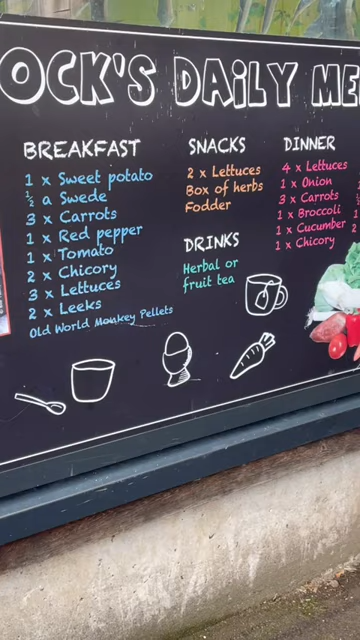 OCK'S DAILY ME
BREAKFAST
1 x Sweet potato
½ a Swede
3 x Carrots
1 x Red pepper
1 x Tomato
2 x Chicory
3 x Lettuces
2 x Leeks
Old World Monkey Pellets
SNACKS
2 x Lettuces
Box of herbs
Fodder
DRINKS
Herbal or
fruit tea
DINNER
4 x Lettuces
1 x Onion
3 x Carrots
1 x Broccoli
1 x Cucumber
1 x Chicory